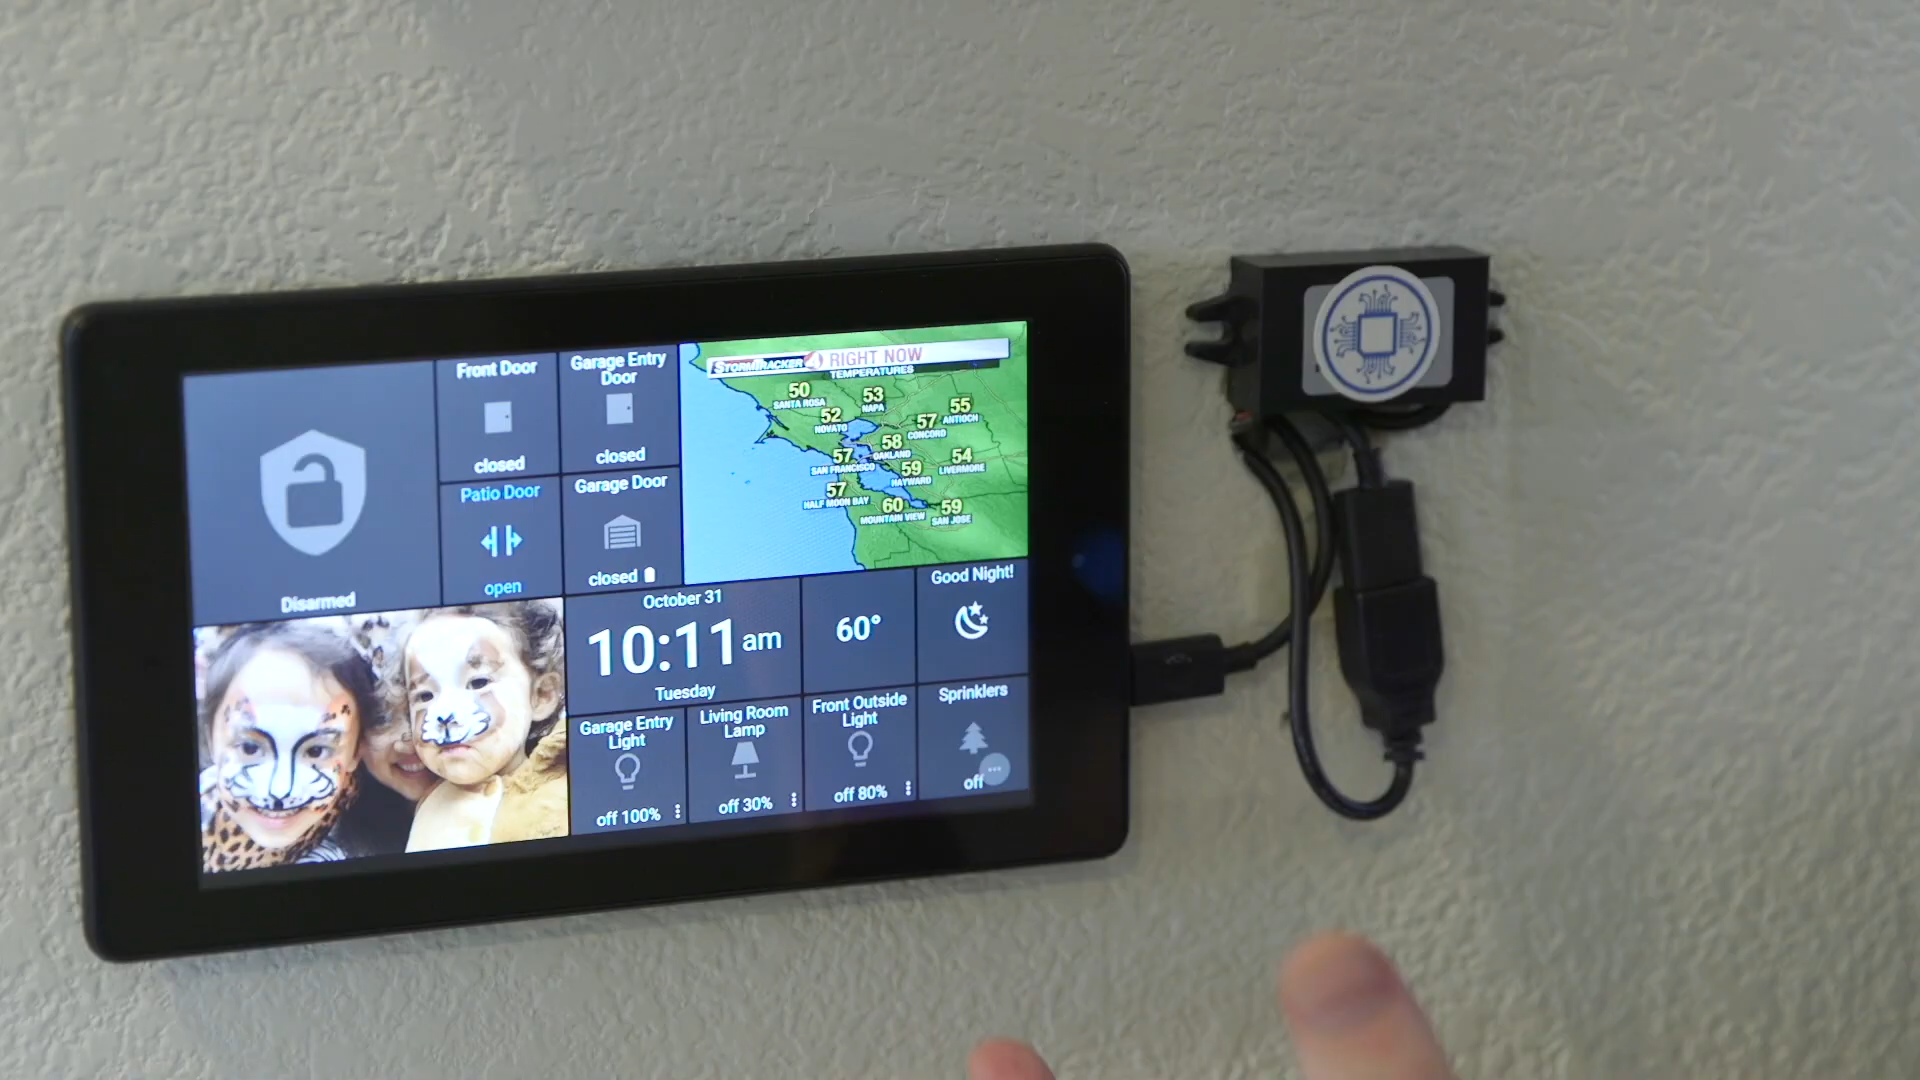 Disarmed
Front Door
closed
Garage Entry
Door
closed
Patio Door
open
Garage Door
closed
STORMTRACKER 4 RIGHT NOW
TEMPERATURES
50
SANTA ROSA
53
NAPA
52
NOVATO
57
CONCORD
55
ANTIOCH
58
OAKLAND
57
SAN FRANCISCO
59
HAYWARD
54
LIVERMORE
57
HALF MOON BAY
60
MOUNTAIN VIEW
59
SAN JOSE
October 31
10:11 am
Tuesday
60°
Good Night!
Garage Entry
Light
off 100%
Living Room
Lamp
off 30%
Front Outside
Light
off 80%
Sprinklers
off